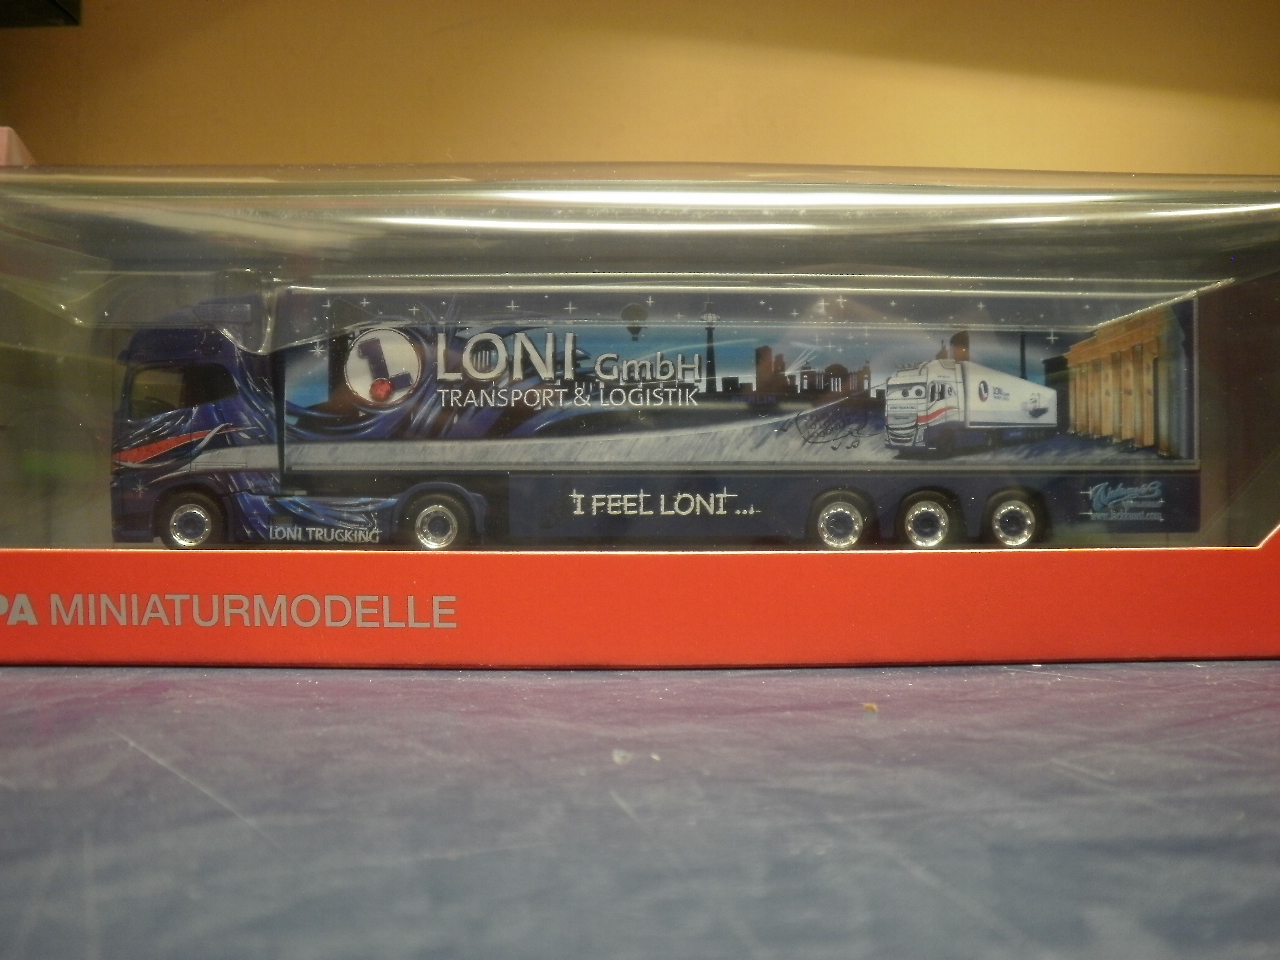 LONI GmbH
TRANSPORT & LOGISTIK
I FEEL LONI...
LONI TRUCKING
PA MINIATURMODELLE